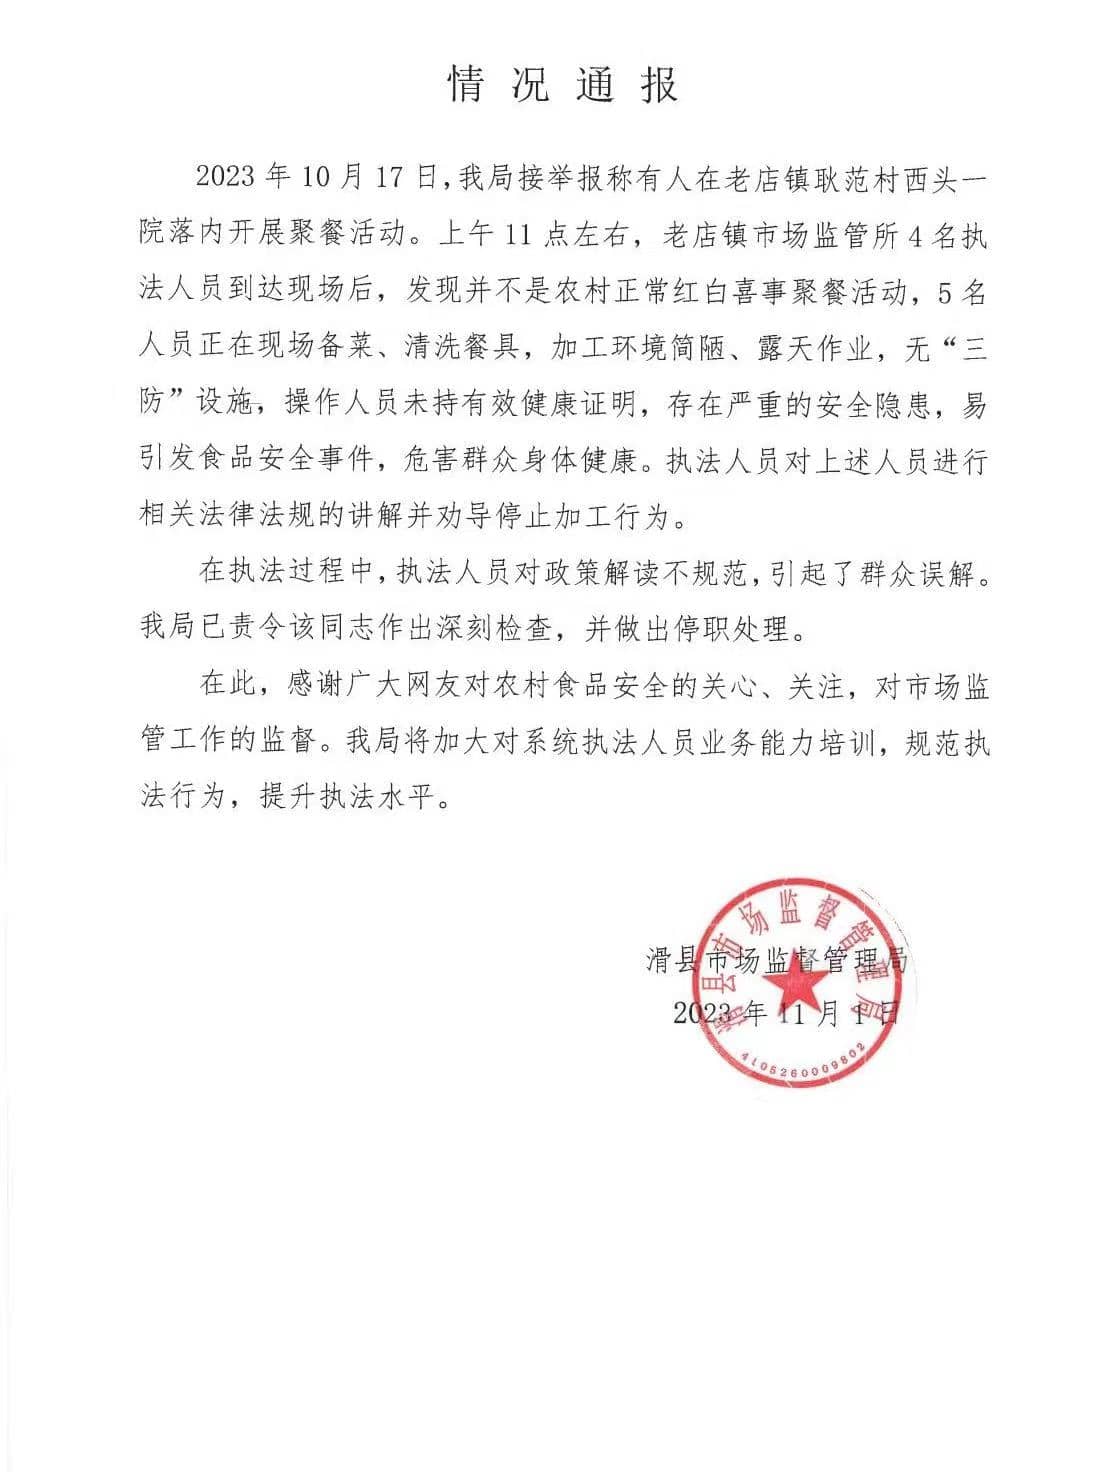 情况通报
2023年10月17日,我局接举报称有人在老店镇耿范村西头一
院落内开展聚餐活动。上午11点左右，老店镇市场监管所4名执
法人员到达现场后，发现并不是农村正常红白喜事聚餐活动，5名
人员正在现场备菜、清洗餐具，加工环境简陋、露天作业，无“三
防”设施，操作人员未持有效健康证明，存在严重的安全隐患，易
引发食品安全事件，危害群众身体健康。执法人员对上述人员进行
相关法律法规的讲解并劝导停止加工行为。
在执法过程中,执法人员对政策解读不规范,引起了群众误解。
我局已责令该同志作出深刻检查，并做出停职处理。
在此，感谢广大网友对农村食品安全的关心、关注，对市场监
管工作的监督。我局将加大对系统执法人员业务能力培训，规范执
法行为，提升执法水平。
滑县市场监督管理局
2023年11月1日
滑县市场监督管理局
4105260009802